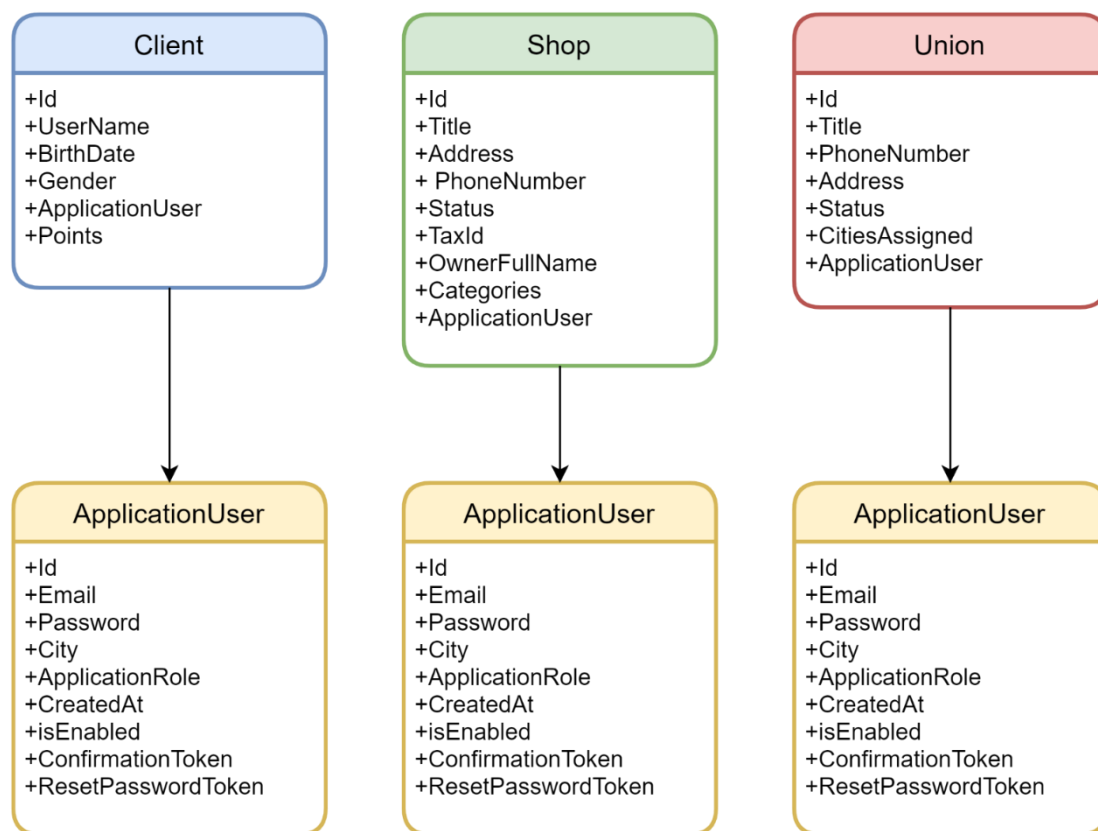 Client
+Id
+UserName
+BirthDate
+Gender
+ApplicationUser
+Points
Shop
+Id
+Title
+Address
+ PhoneNumber
+Status
+TaxId
+OwnerFullName
+Categories
+ApplicationUser
Union
+Id
+Title
+PhoneNumber
+Address
+Status
+CitiesAssigned
+ApplicationUser
ApplicationUser
+Id
+Email
+Password
+City
+ApplicationRole
+CreatedAt
+isEnabled
+ConfirmationToken
+ResetPasswordToken
ApplicationUser
+Id
+Email
+Password
+City
+ApplicationRole
+CreatedAt
+isEnabled
+ConfirmationToken
+ResetPasswordToken
ApplicationUser
+Id
+Email
+Password
+City
+ApplicationRole
+CreatedAt
+isEnabled
+ConfirmationToken
+ResetPasswordToken